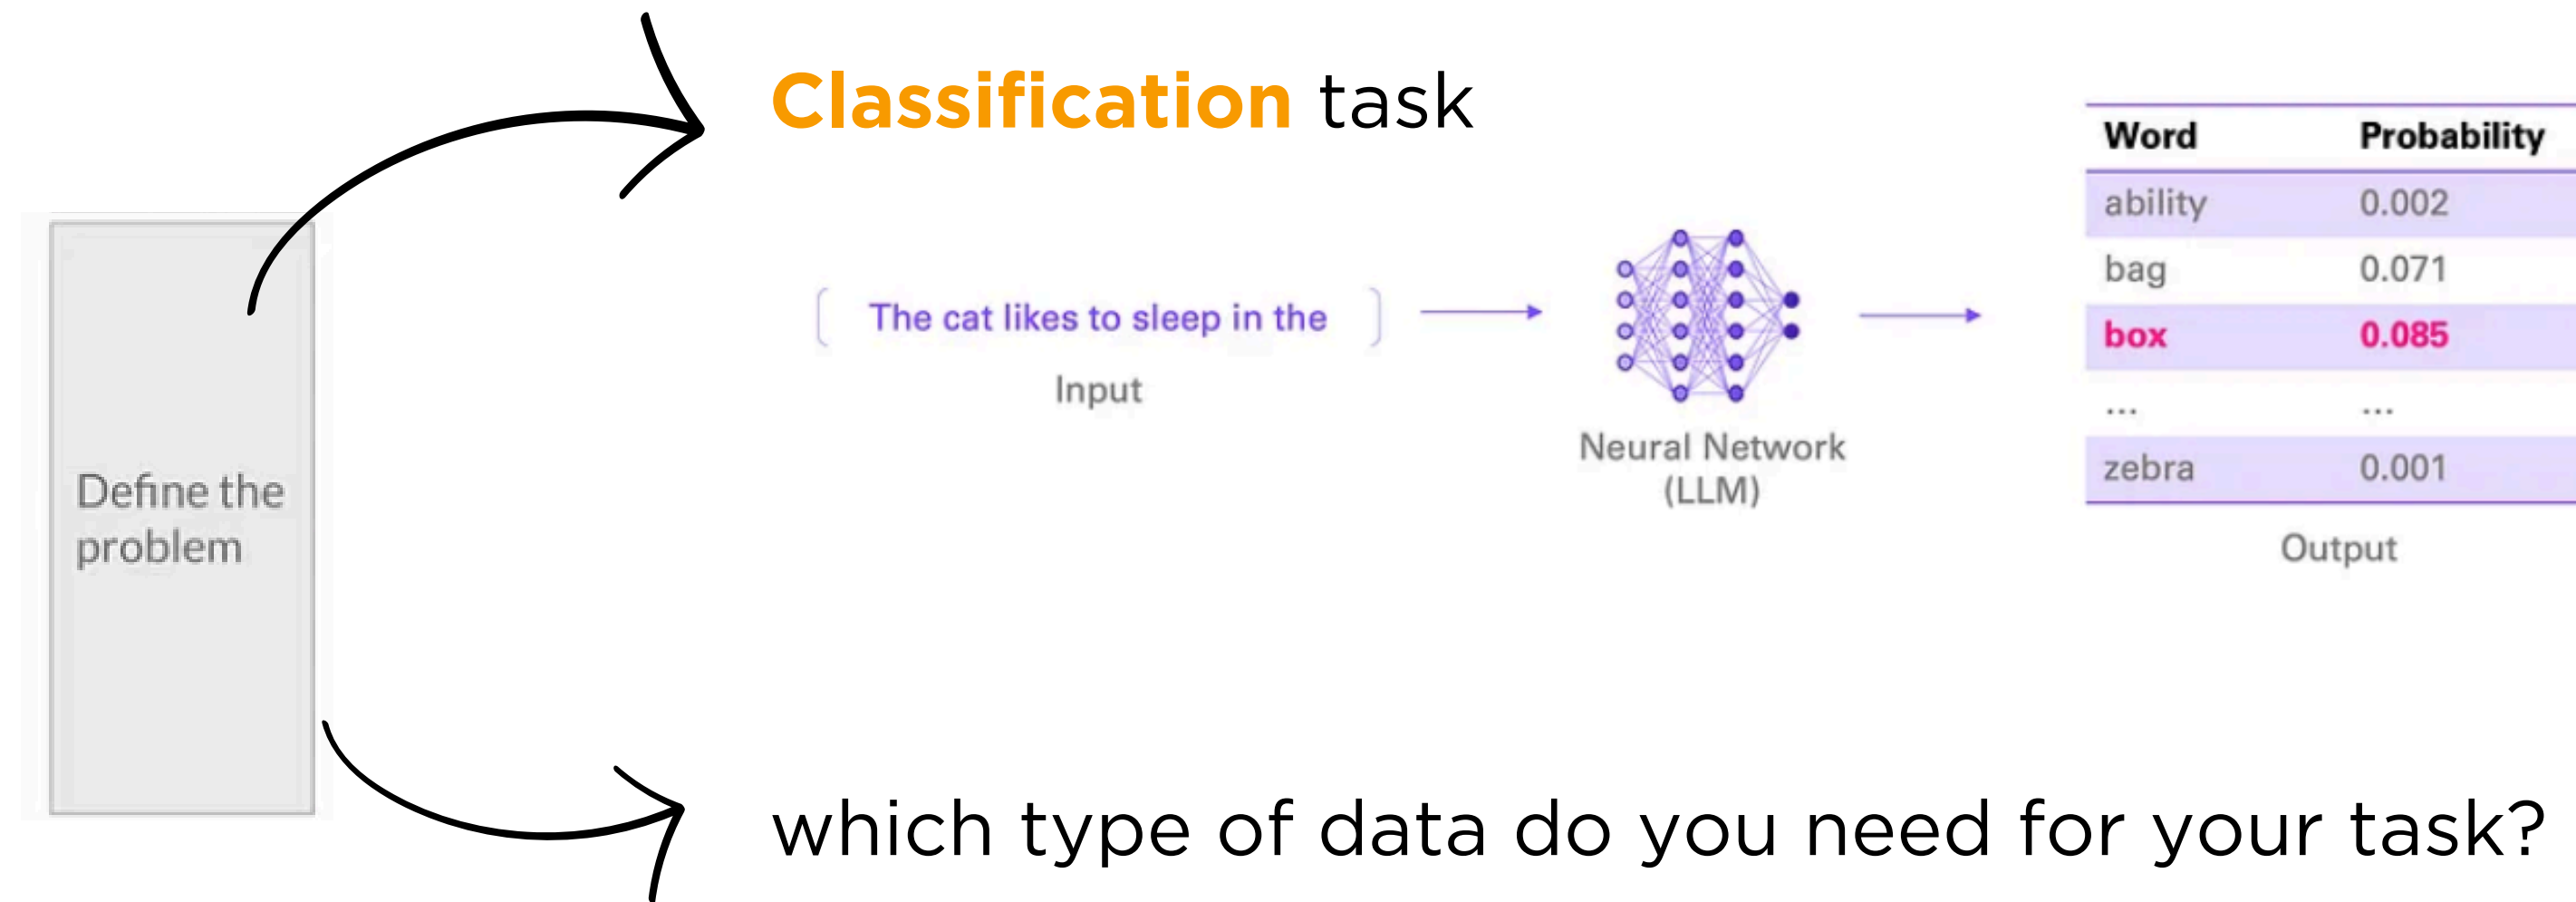 Classification task
Define the
problem
The cat likes to sleep in the
Input
Neural Network
(LLM)
Word Probability
ability 0.002
bag 0.071
box 0.085
... ...
zebra 0.001
Output
which type of data do you need for your task?